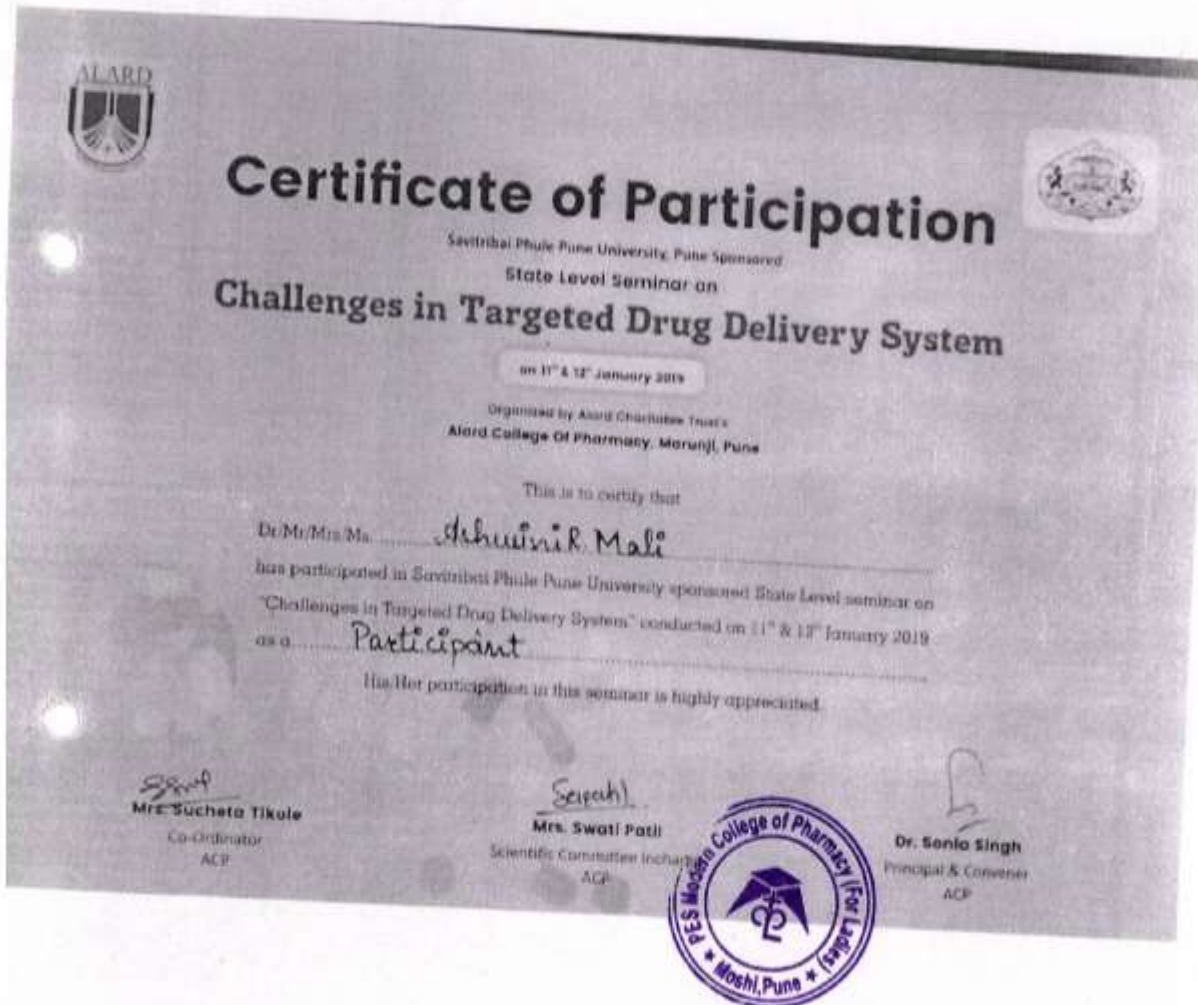 ALARD
Certificate of Participation
Savitribai Phule Pune University, Pune Sponsored
State Level Seminar on
Challenges in Targeted Drug Delivery System
on 11th & 12th January 2019
Organized by Alard Charitable Trust's
Alard College Of Pharmacy, Marunji, Pune
This is to certify that
Dr/Mr/Mrs/Ms. ........ Ashwini R. Mali
has participated in Savitribai Phule Pune University sponsored State Level seminar on
"Challenges in Targeted Drug Delivery System" conducted on 11th & 12th January 2019
as a ........ Participant
His/Her participation in this seminar is highly appreciated.
Mrs. Sucheta Tikole
Co-Ordinator
ACP
Mrs. Swati Patil
Scientific Committee Incharge
ACP
Dr. Sonia Singh
Principal & Convener
ACP
PES Modern College of Pharmacy (For Ladies)
* Moshi, Pune *